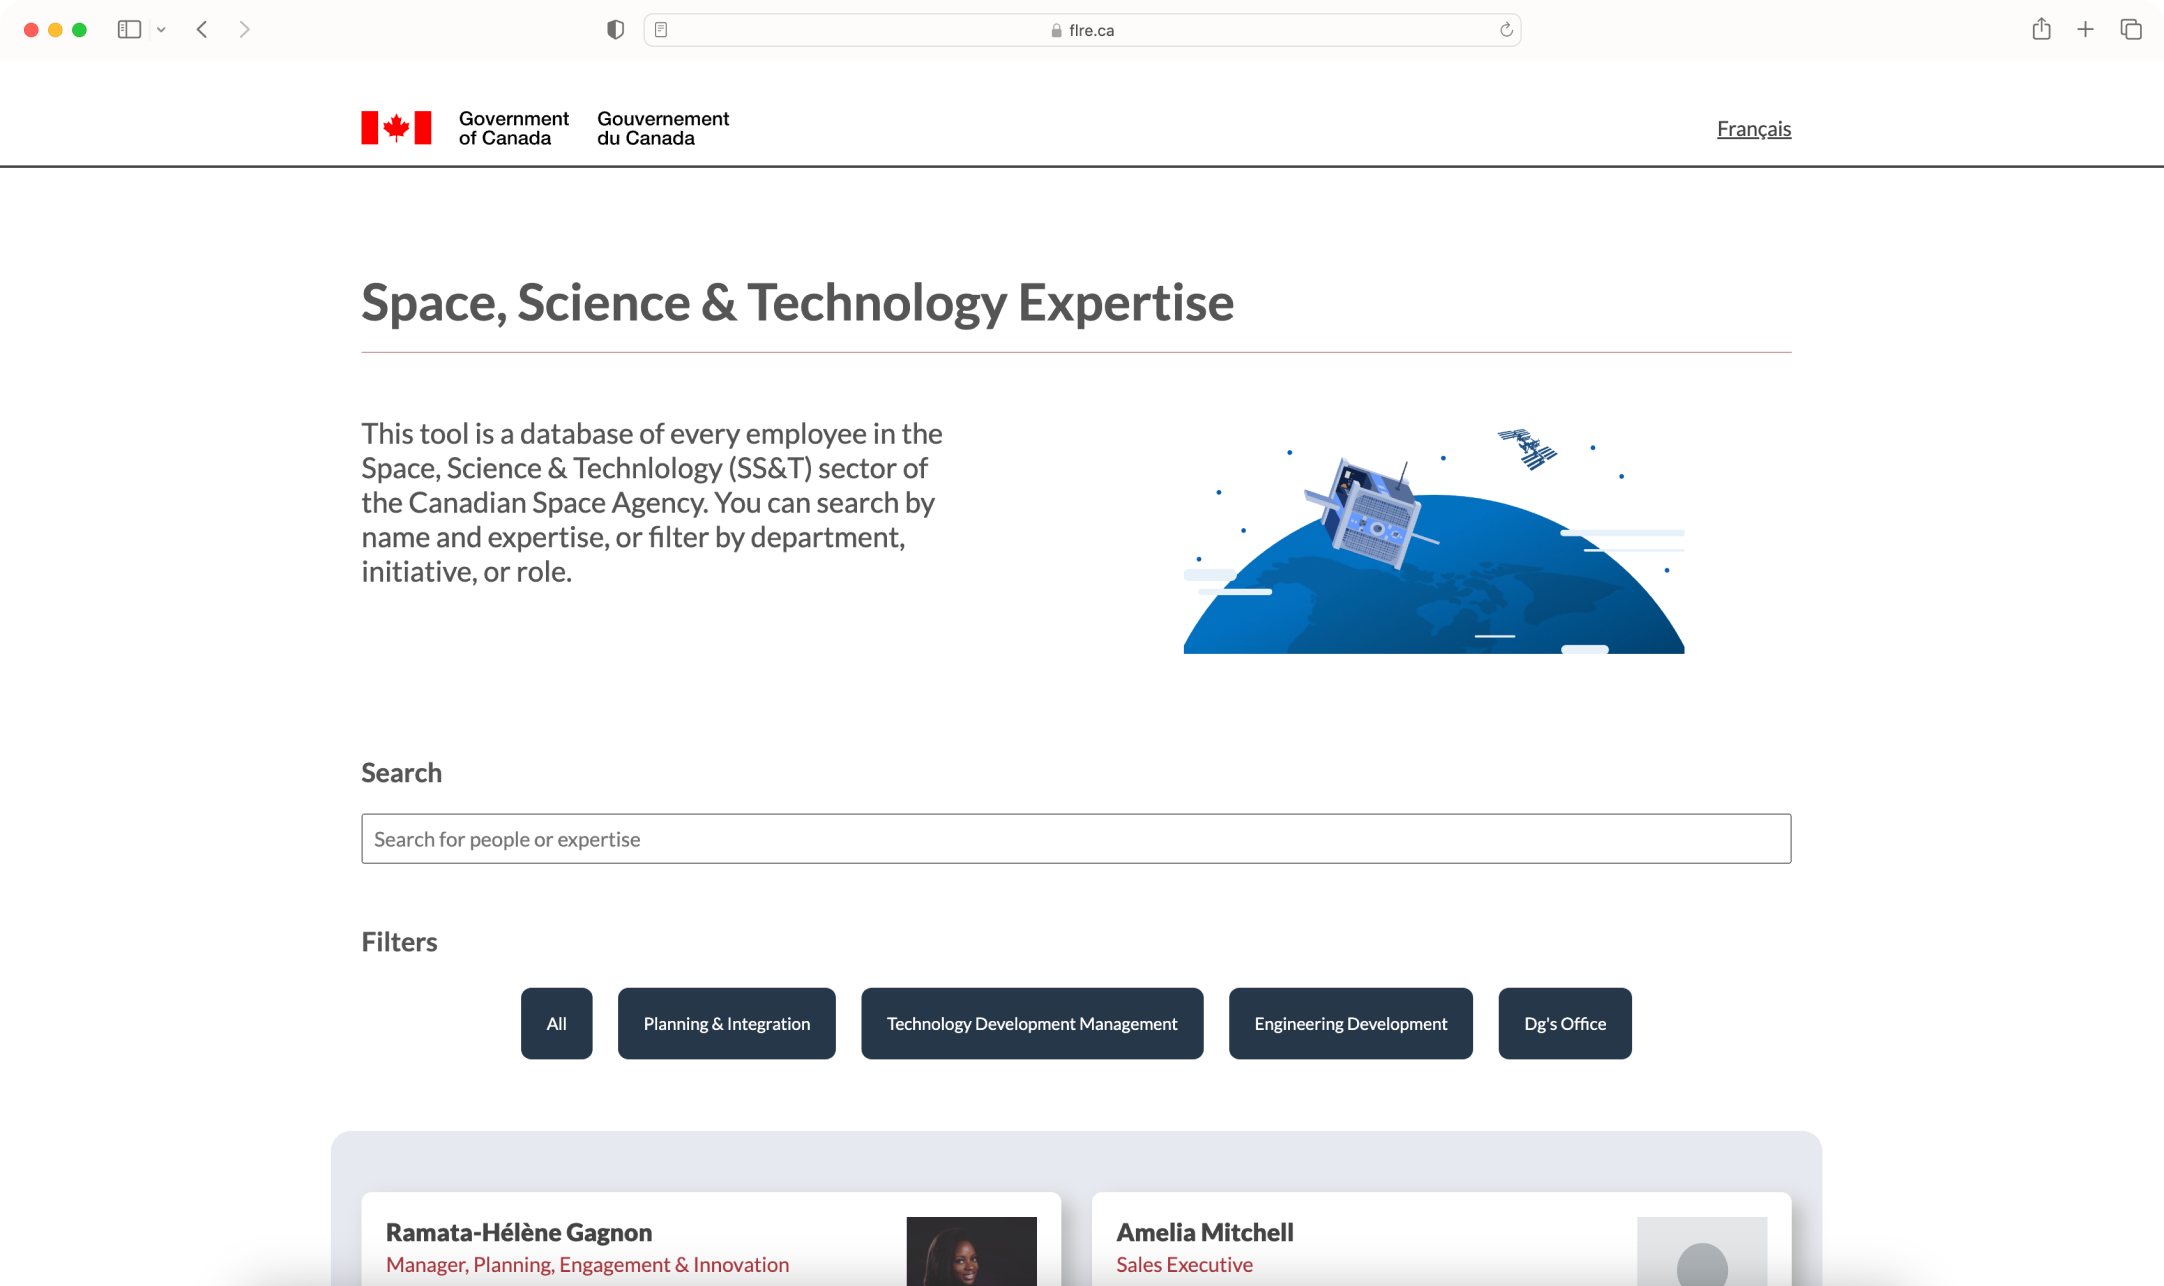 flre.ca
Government
of Canada
Gouvernement
du Canada
Français
Space, Science & Technology Expertise
This tool is a database of every employee in the
Space, Science & Technlology (SS&T) sector of
the Canadian Space Agency. You can search by
name and expertise, or filter by department,
initiative, or role.
Search
Search for people or expertise
Filters
All
Planning & Integration
Technology Development Management
Engineering Development
Dg's Office
Ramata-Hélène Gagnon
Manager, Planning, Engagement & Innovation
Amelia Mitchell
Sales Executive